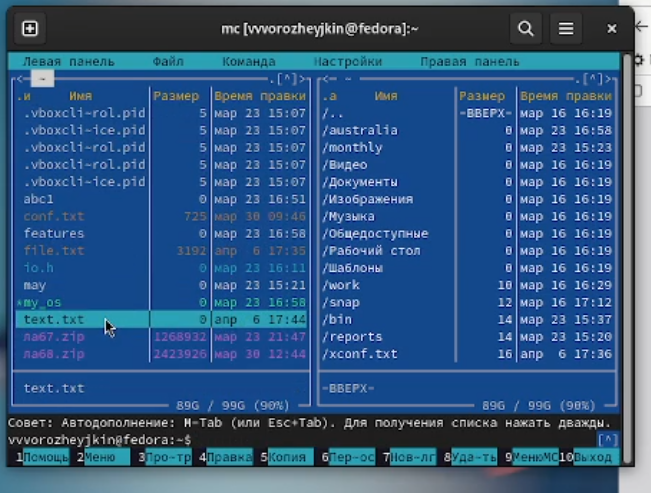 mc [vvvorozheyjkin@fedora]:~
Левая панель Файл Команда Настройки Правая панель
<- ~ .[^]>
.и Имя Размер Время правки
.vboxcli~rol.pid 5 мар 23 15:07
.vboxcli~ice.pid 5 мар 23 15:07
.vboxcli~rol.pid 5 мар 23 15:07
.vboxcli~rol.pid 5 мар 23 15:07
.vboxcli~ice.pid 5 мар 23 15:07
abc1 0 мар 23 16:51
conf.txt 725 мар 30 09:46
features 0 мар 23 16:58
file.txt 3192 апр 6 17:35
io.h 0 мар 23 16:11
may 0 мар 23 15:21
*my_os 0 мар 23 16:58
text.txt 0 апр 6 17:44
ла67.zip 1268932 мар 23 21:47
ла68.zip 2423926 мар 30 12:44
text.txt
89G / 99G (90%)
<- ~ .[^]>
.а Имя Размер Время правки
/.. -ВВЕРХ- мар 16 16:19
/australia 0 мар 23 16:58
/monthly 0 мар 23 15:23
/Видео 0 мар 16 16:19
/Документы 0 мар 16 16:19
/Изображения 0 мар 16 16:19
/Музыка 0 мар 16 16:19
/Общедоступные 0 мар 16 16:19
/Рабочий стол 0 мар 16 16:19
/Шаблоны 0 мар 16 16:19
/work 10 мар 16 16:29
/snap 12 мар 16 17:12
/bin 14 мар 23 15:37
/reports 14 мар 23 15:20
/xconf.txt 16 апр 6 17:36
-ВВЕРХ-
89G / 99G (90%)
Совет: Автодополнение: M-Tab (или Esc+Tab). Для получения списка нажать дважды.
vvvorozheyjkin@fedora:~$ [^]
1Помощь 2Меню 3Про~тр 4Правка 5Копия 6Пер~ос 7Нов~лг 8Уда~ть 9МенюMC 10Выход